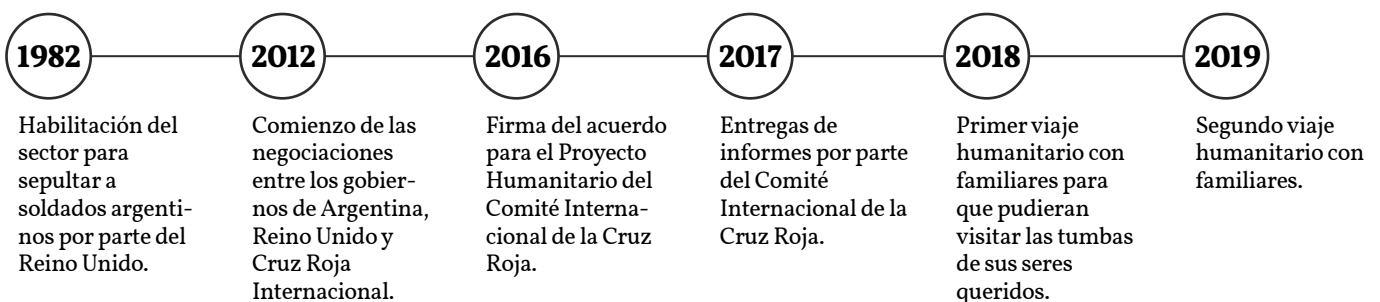 1982
Habilitación del
sector para
sepultar a
soldados argenti-
nos por parte del
Reino Unido.
2012
Comienzo de las
negociaciones
entre los gobier-
nos de Argentina,
Reino Unido y
Cruz Roja
Internacional.
2016
Firma del acuerdo
para el Proyecto
Humanitario del
Comité Interna-
cional de la Cruz
Roja.
2017
Entregas de
informes por parte
del Comité
Internacional de la
Cruz Roja.
2018
Primer viaje
humanitario con
familiares para
que pudieran
visitar las tumbas
de sus seres
queridos.
2019
Segundo viaje
humanitario con
familiares.